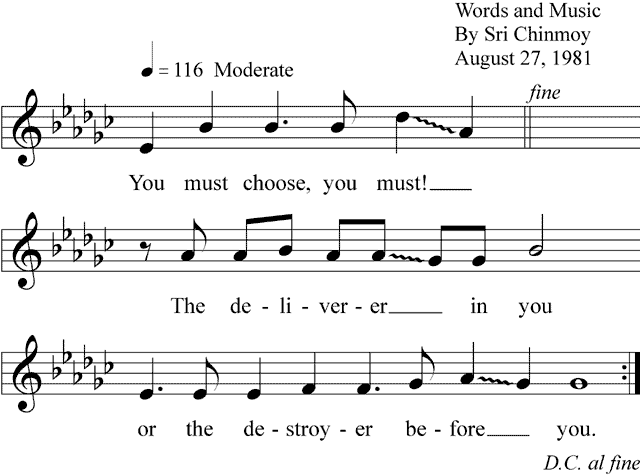 Words and Music
By Sri Chinmoy
August 27, 1981
= 116 Moderate
fine
You must choose, you must!
The de - li - ver - er in you
or the de - stroy - er be - fore you.
D.C. al fine